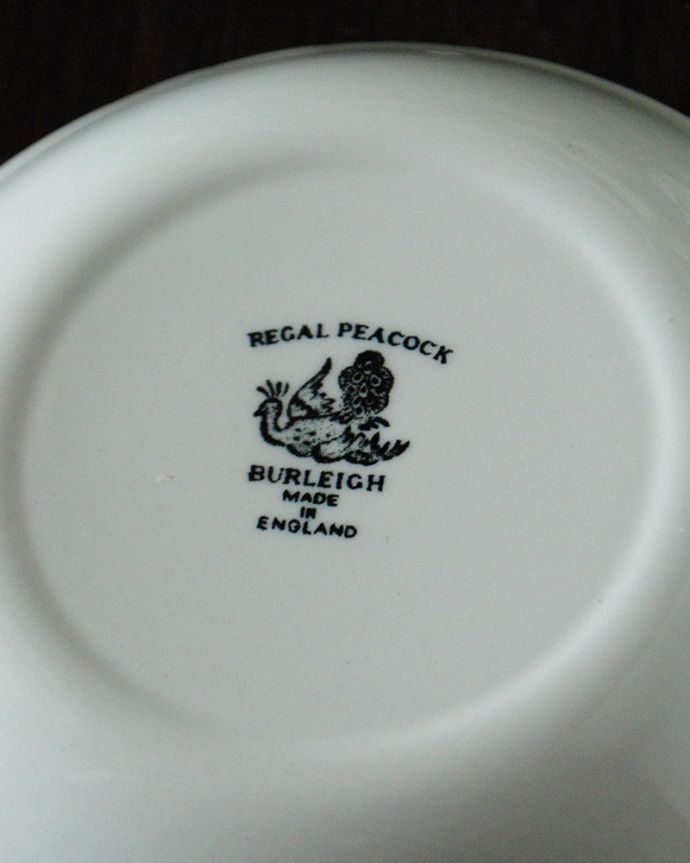 REGAL PEACOCK
BURLEIGH
MADE
IN
ENGLAND